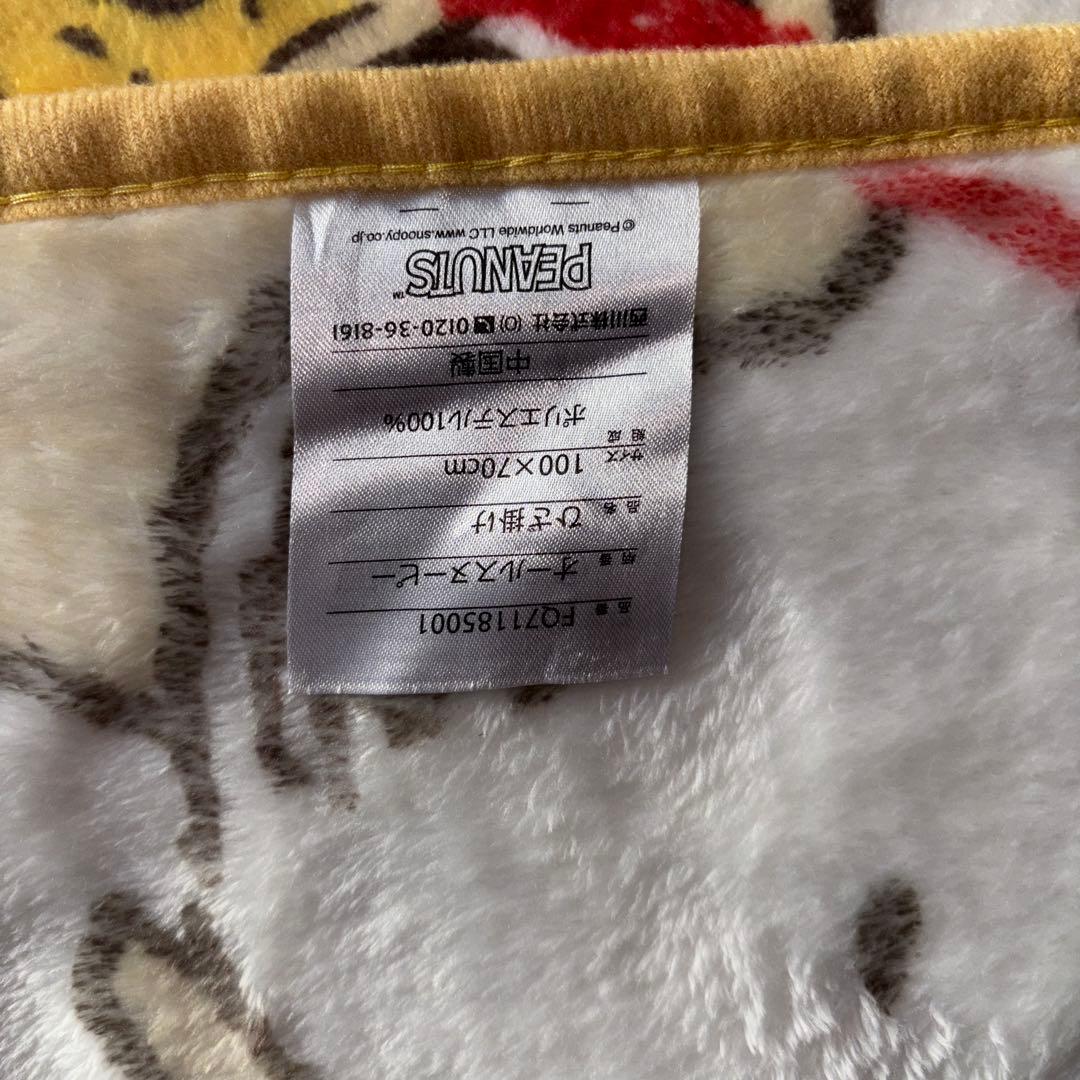 品番 FQ71185001
柄番 オールスヌーピー
品名 ひざ掛け
サイズ 100×70cm
組成 ポリエステル100%
中国製
西川株式会社 (O) 0120-36-8161
PEANUTS™
©Peanuts Worldwide LLC www.snoopy.co.jp